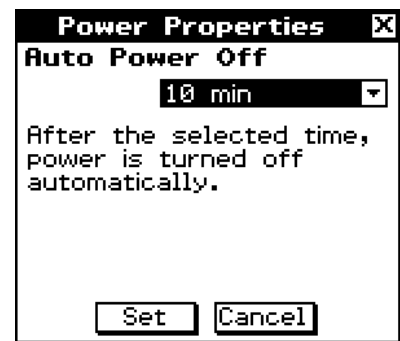 Power Properties X
Auto Power Off
10 min
After the selected time,
power is turned off
automatically.
Set Cancel